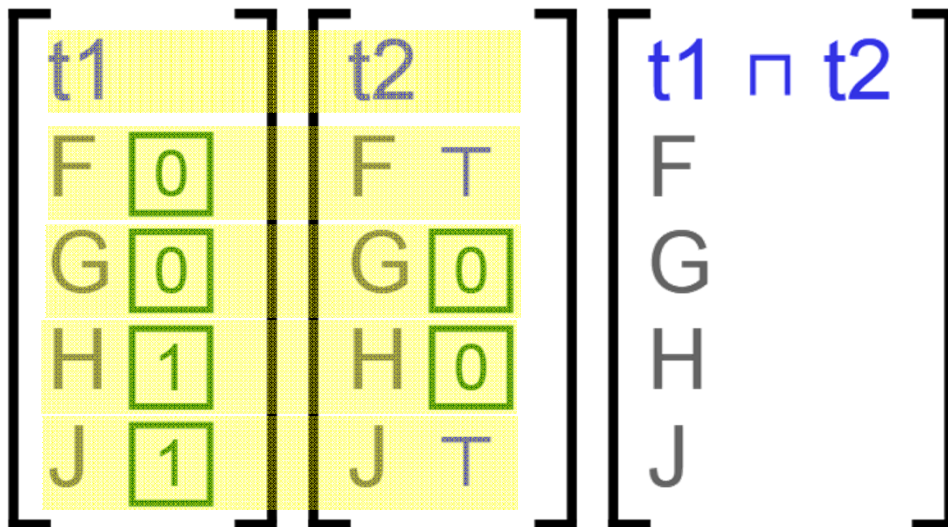 t1 t2 t1 ⊓ t2
F 0 F ⊤ F
G 0 G 0 G
H 1 H 0 H
J 1 J ⊤ J